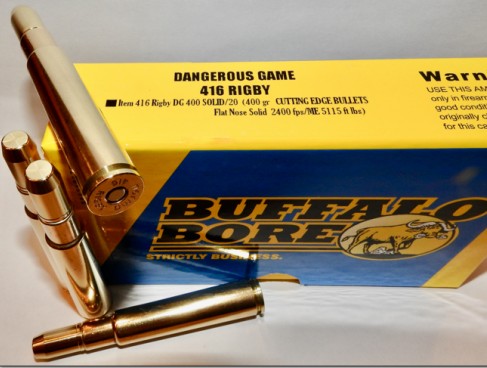 DANGEROUS GAME
416 RIGBY
Item 416 Rigby DG 400 SOLID/20 (400 gr CUTTING EDGE BULLETS
Flat Nose Solid 2400 fps/ME 5115 ft lbs)
Warn
USE THIS AM
only in firearm
good conditi
originally c
for this ca
BUFFALO
BORE
STRICTLY BUSINESS.
416